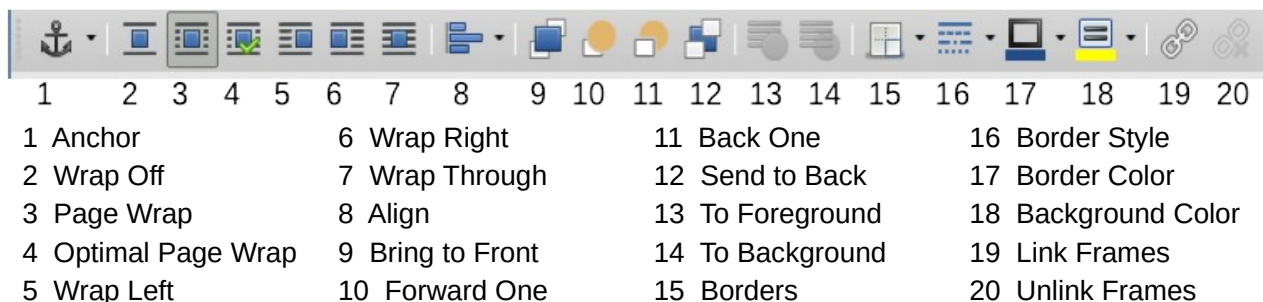 1 2 3 4 5 6 7 8 9 10 11 12 13 14 15 16 17 18 19 20
1 Anchor 6 Wrap Right 11 Back One 16 Border Style
2 Wrap Off 7 Wrap Through 12 Send to Back 17 Border Color
3 Page Wrap 8 Align 13 To Foreground 18 Background Color
4 Optimal Page Wrap 9 Bring to Front 14 To Background 19 Link Frames
5 Wrap Left 10 Forward One 15 Borders 20 Unlink Frames